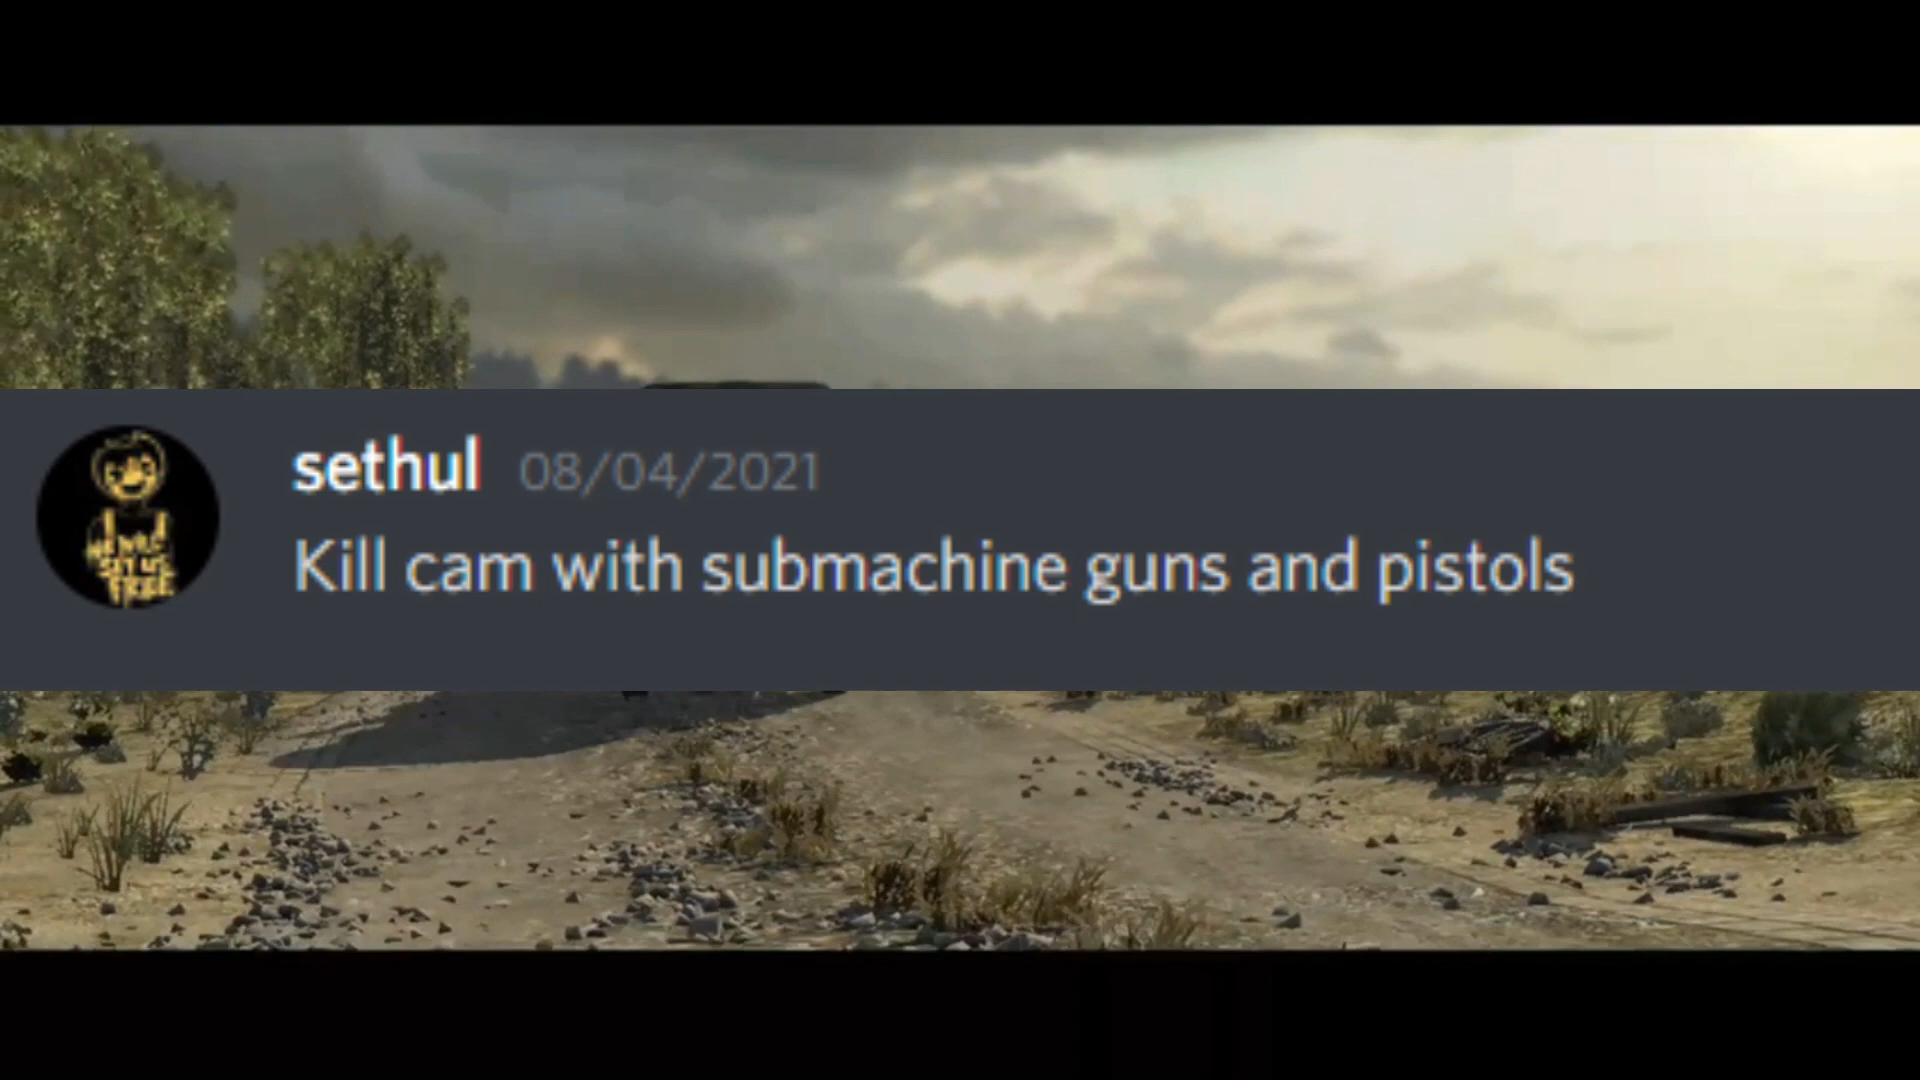 sethul 08/04/2021
Kill cam with submachine guns and pistols